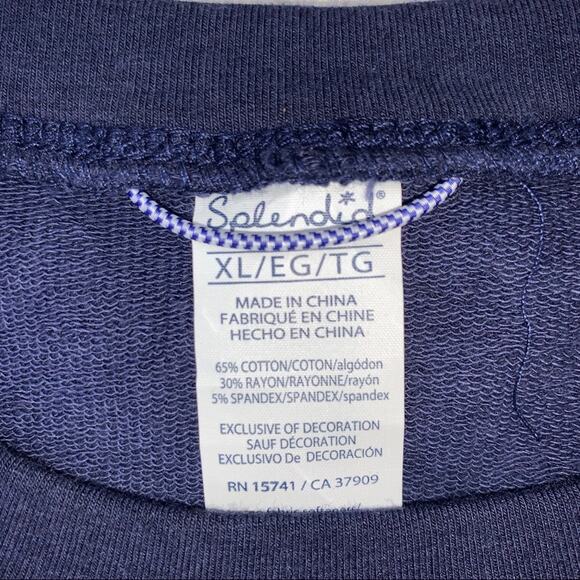 Splendid®
XL/EG/TG
MADE IN CHINA
FABRIQUÉ EN CHINE
HECHO EN CHINA
65% COTTON/COTON/algódon
30% RAYON/RAYONNE/rayón
5% SPANDEX/SPANDEX/spandex
EXCLUSIVE OF DECORATION
SAUF DÉCORATION
EXCLUSIVO De DECORACIÓN
RN 15741 / CA 37909